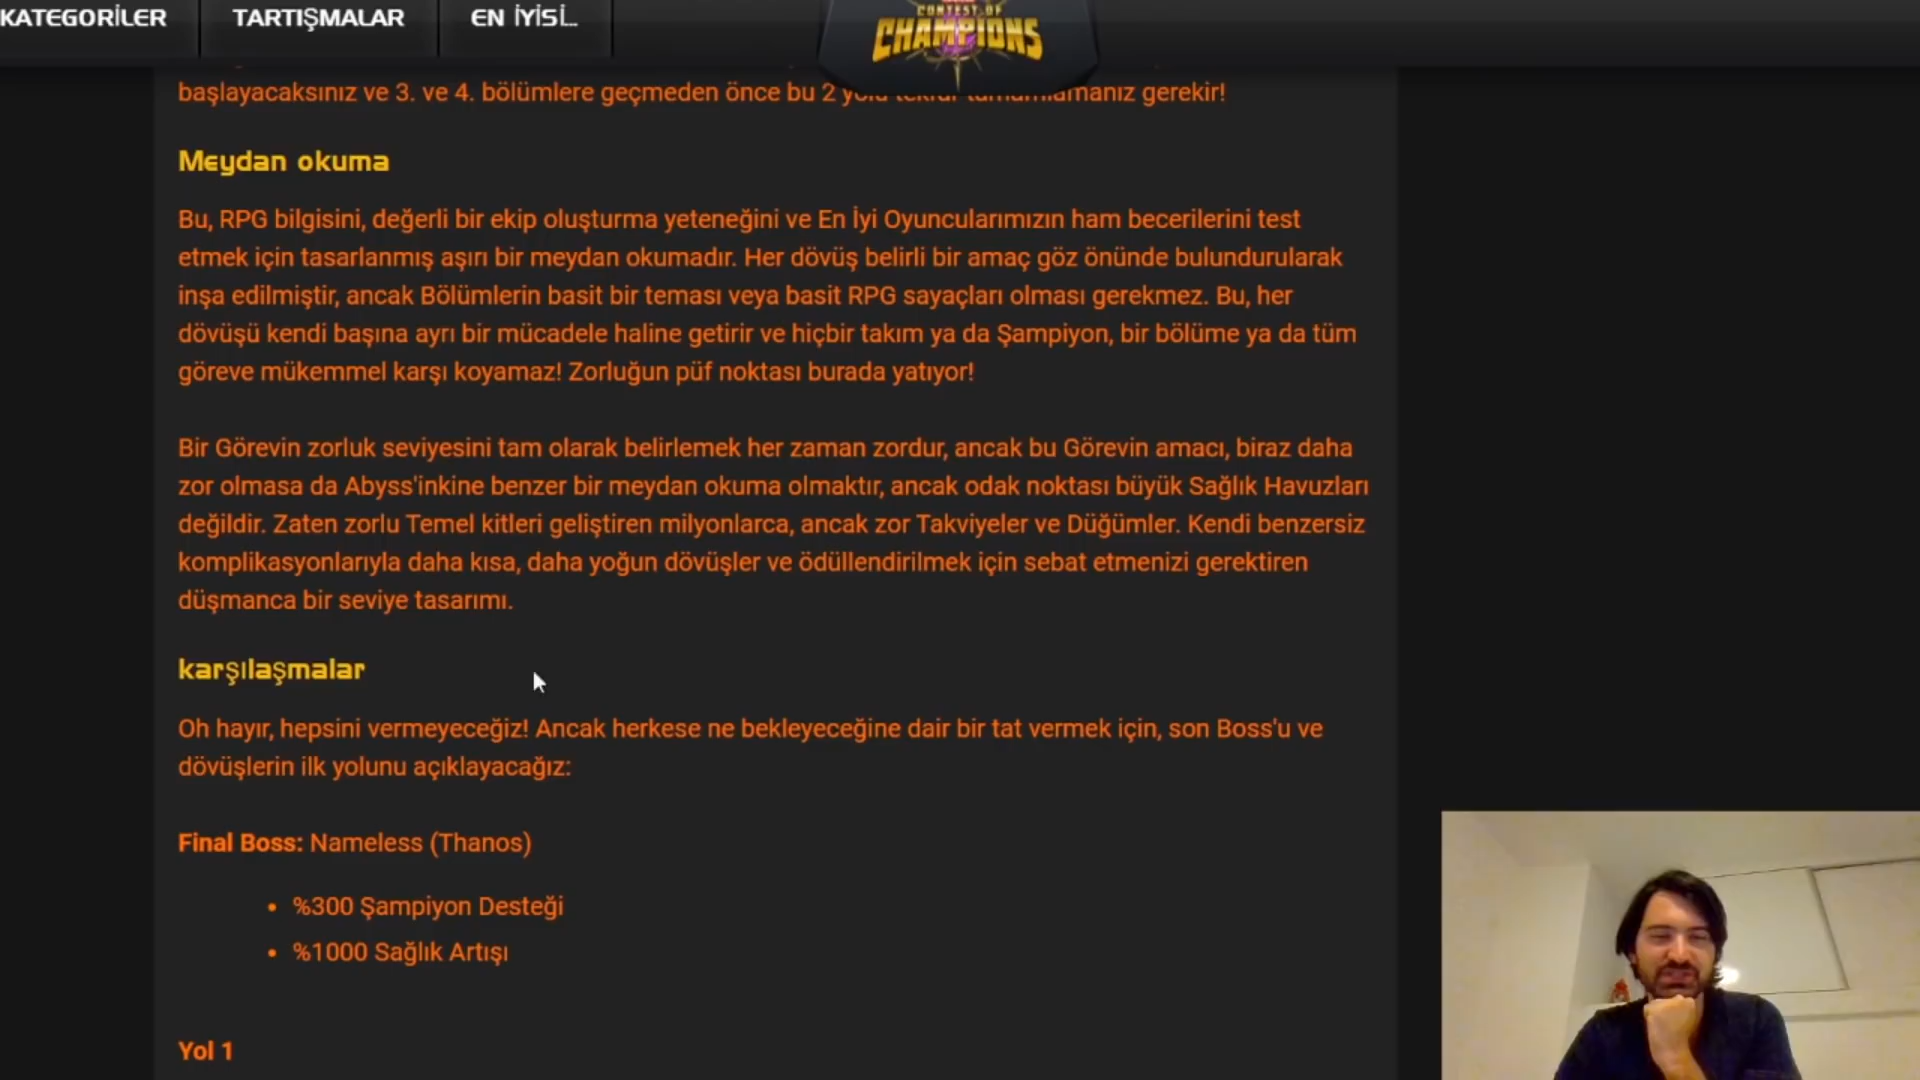 KATEGORİLER
TARTIŞMALAR
EN İYİSİ...
CONTEST OF
CHAMPIONS
başlayacaksınız ve 3. ve 4. bölümlere geçmeden önce bu 2 yolu tekrar tamamlamanız gerekir!
Meydan okuma
Bu, RPG bilgisini, değerli bir ekip oluşturma yeteneğini ve En İyi Oyuncularımızın ham becerilerini test
etmek için tasarlanmış aşırı bir meydan okumadır. Her dövüş belirli bir amaç göz önünde bulundurularak
inşa edilmiştir, ancak Bölümlerin basit bir teması veya basit RPG sayaçları olması gerekmez. Bu, her
dövüşü kendi başına ayrı bir mücadele haline getirir ve hiçbir takım ya da Şampiyon, bir bölüme ya da tüm
göreve mükemmel karşı koyamaz! Zorluğun püf noktası burada yatıyor!
Bir Görevin zorluk seviyesini tam olarak belirlemek her zaman zordur, ancak bu Görevin amacı, biraz daha
zor olmasa da Abyss'inkine benzer bir meydan okuma olmaktır, ancak odak noktası büyük Sağlık Havuzları
değildir. Zaten zorlu Temel kitleri geliştiren milyonlarca, ancak zor Takviyeler ve Düğümler. Kendi benzersiz
komplikasyonlarıyla daha kısa, daha yoğun dövüşler ve ödüllendirilmek için sebat etmenizi gerektiren
düşmanca bir seviye tasarımı.
karşılaşmalar
Oh hayır, hepsini vermeyeceğiz! Ancak herkese ne bekleyeceğine dair bir tat vermek için, son Boss'u ve
dövüşlerin ilk yolunu açıklayacağız:
Final Boss: Nameless (Thanos)
• %300 Şampiyon Desteği
• %1000 Sağlık Artışı
Yol 1